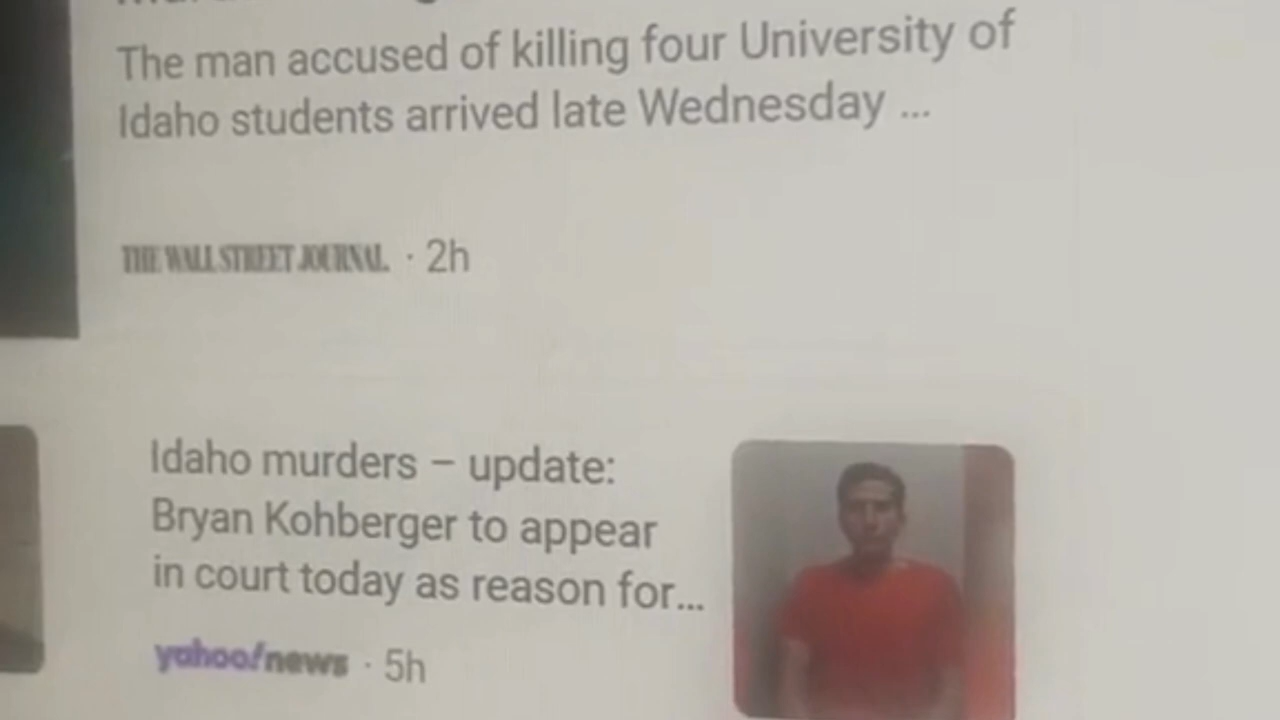 The man accused of killing four University of
Idaho students arrived late Wednesday ...
THE WALL STREET JOURNAL. · 2h
Idaho murders – update:
Bryan Kohberger to appear
in court today as reason for...
yahoo!news · 5h